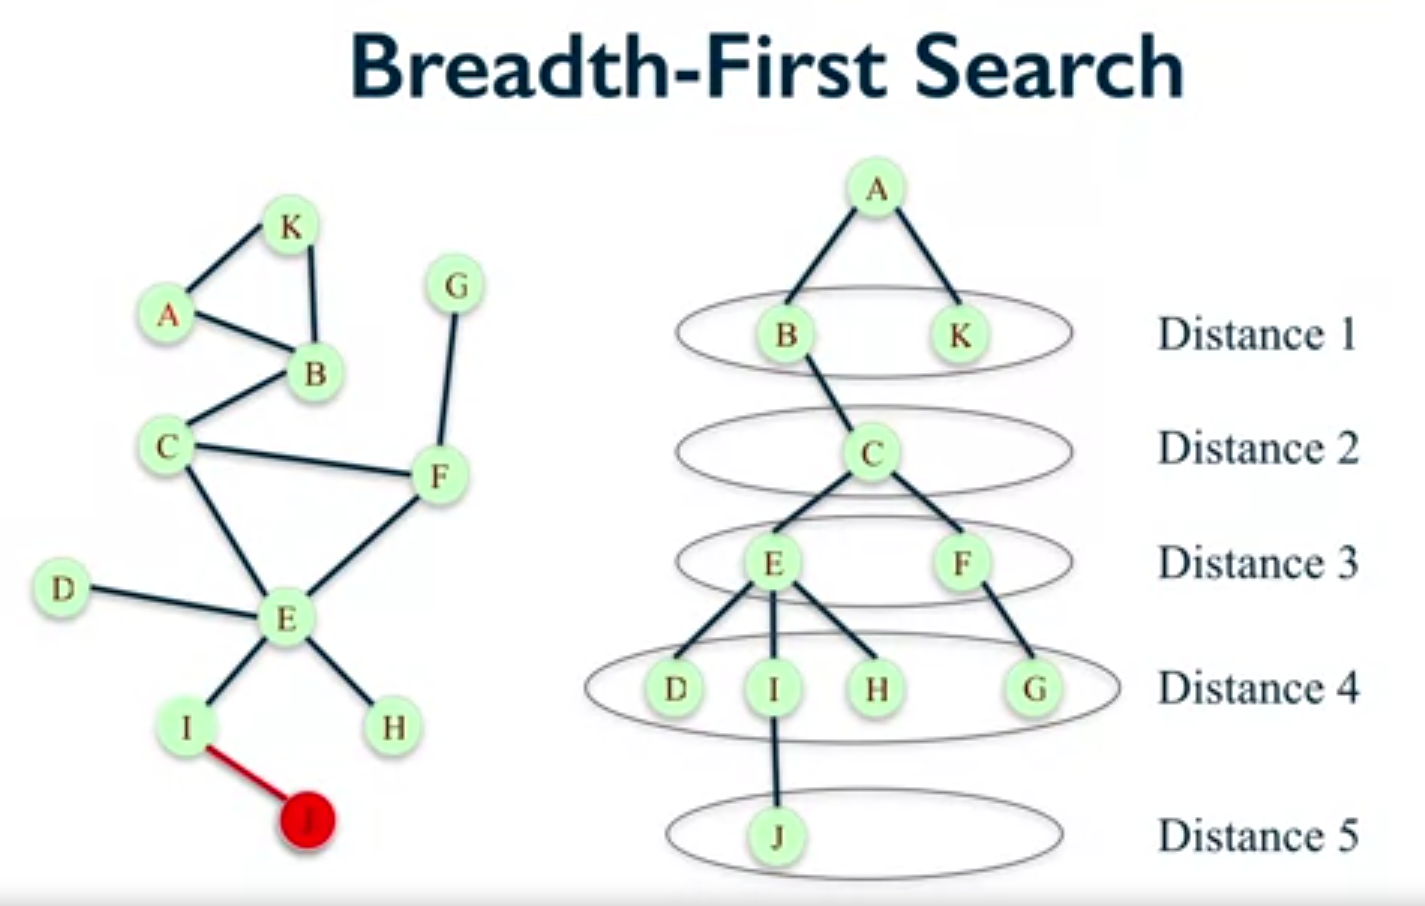 Breadth-First Search
K
A
B
G
C
F
D
E
I
H
J
A
B K Distance 1
C Distance 2
E F Distance 3
D I H G Distance 4
J Distance 5